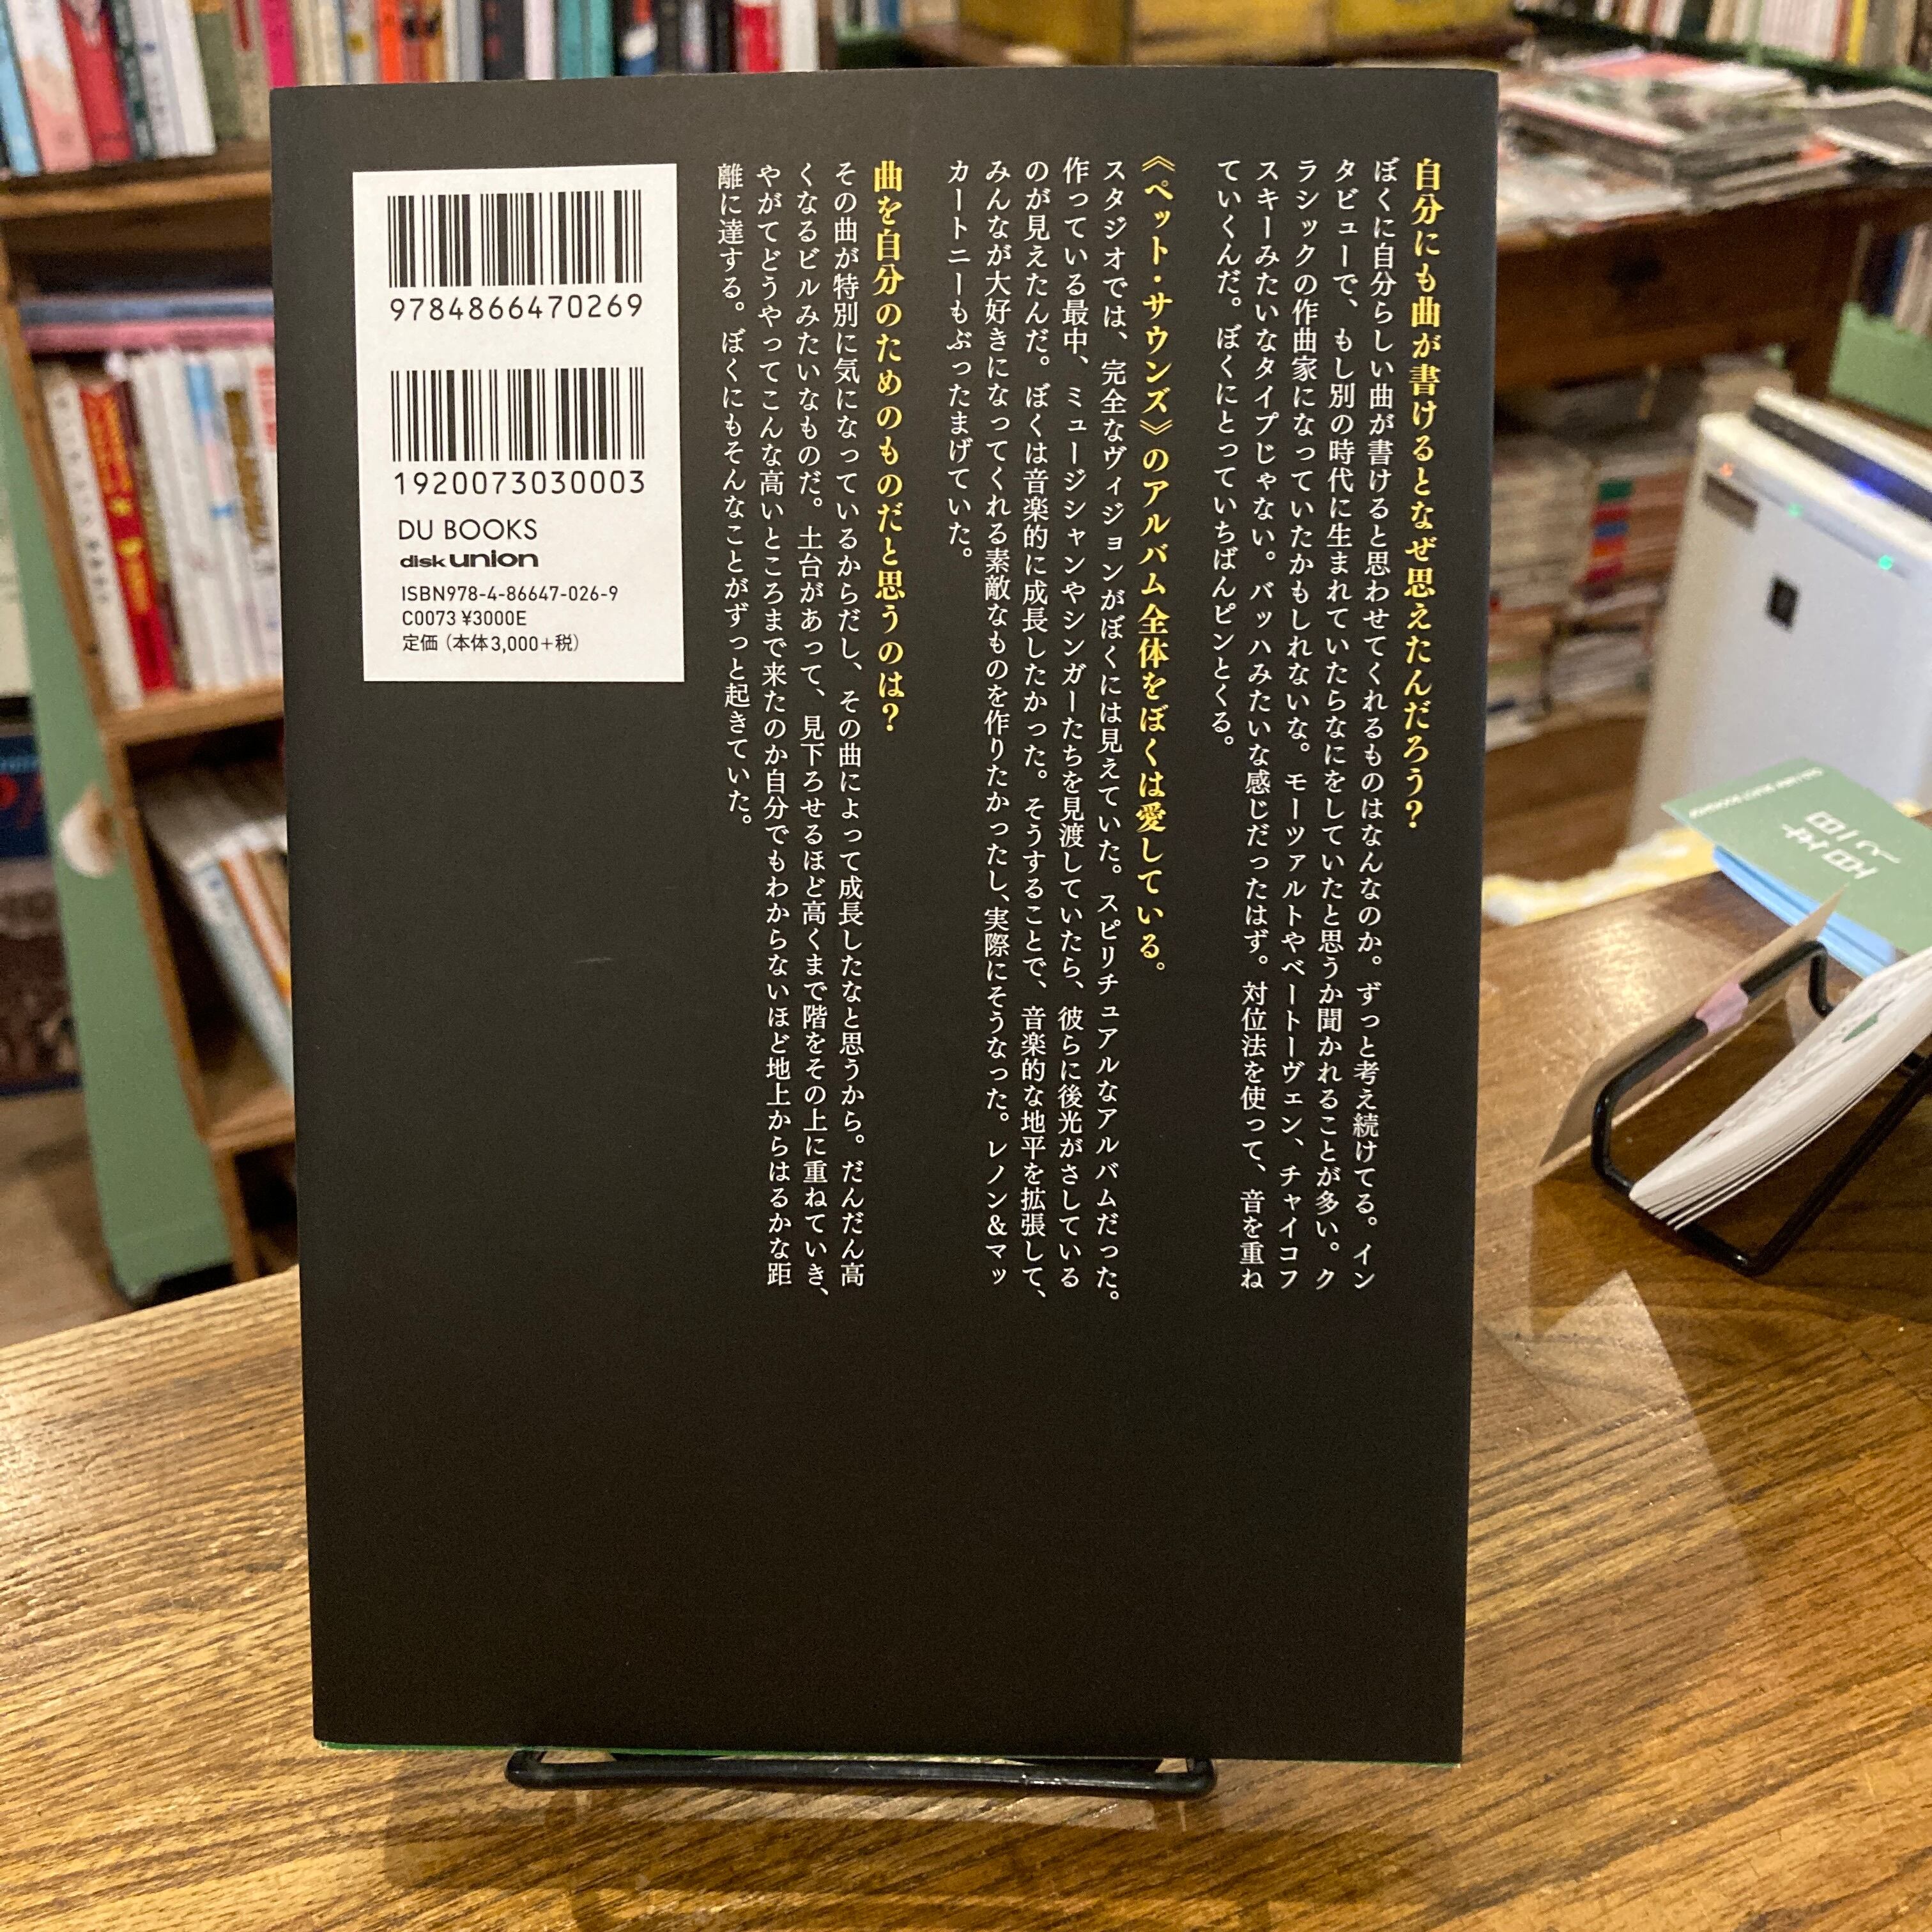 自分にも曲が書けるとなぜ思えたんだろう?
ぼくに自分らしい曲が書けると思わせてくれるものはなんなのか。ずっと考え続けてる。イン
タビューで、もし別の時代に生まれていたらなにをしていたと思うか聞かれることが多い。ク
ラシックの作曲家になっていたかもしれないな。モーツァルトやベートーヴェン、チャイコフ
スキーみたいなタイプじゃない。バッハみたいな感じだったはず。対位法を使って、音を重ね
ていくんだ。ぼくにとっていちばんピンとくる。
《ペット・サウンズ》のアルバム全体をぼくは愛している。
スタジオでは、完全なヴィジョンがぼくには見えていた。スピリチュアルなアルバムだった。
作っている最中、ミュージシャンやシンガーたちを見渡していたら、彼らに後光がさしている
のが見えたんだ。ぼくは音楽的に成長したかった。そうすることで、音楽的な地平を拡張して、
みんなが大好きになってくれる素敵なものを作りたかったし、実際にそうなった。レノン&マッ
カートニーもぶったまげていた。
曲を自分のためのものだと思うのは?
その曲が特別に気になっているからだし、その曲によって成長したなと思うから。だんだん高
くなるビルみたいなものだ。土台があって、見下ろせるほど高くまで階をその上に重ねていき、
やがてどうやってこんな高いところまで来たのか自分でもわからないほど地上からはるかな距
離に達する。ぼくにもそんなことがずっと起きていた。
9784866470269
1920073030003
DU BOOKS
disk union
ISBN978-4-86647-026-9
C0073 ¥3000E
定価(本体3,000+税)